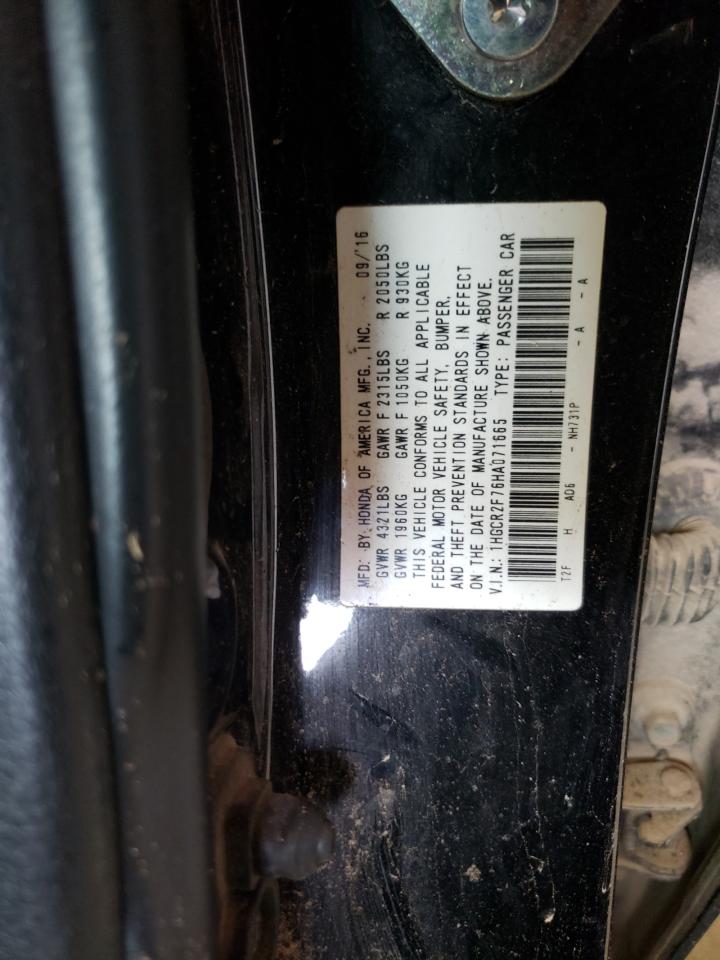 MFD. BY: HONDA OF AMERICA MFG., INC. 09/'16
GVWR 4321LBS GAWR F 2315LBS R 2050LBS
GVWR 1960KG GAWR F 1050KG R 930KG
THIS VEHICLE CONFORMS TO ALL APPLICABLE
FEDERAL MOTOR VEHICLE SAFETY, BUMPER,
AND THEFT PREVENTION STANDARDS IN EFFECT
ON THE DATE OF MANUFACTURE SHOWN ABOVE.
V.I.N.: 1HGCR2F76HA071665 TYPE: PASSENGER CAR
T2F H A06 - NH731P - A - A